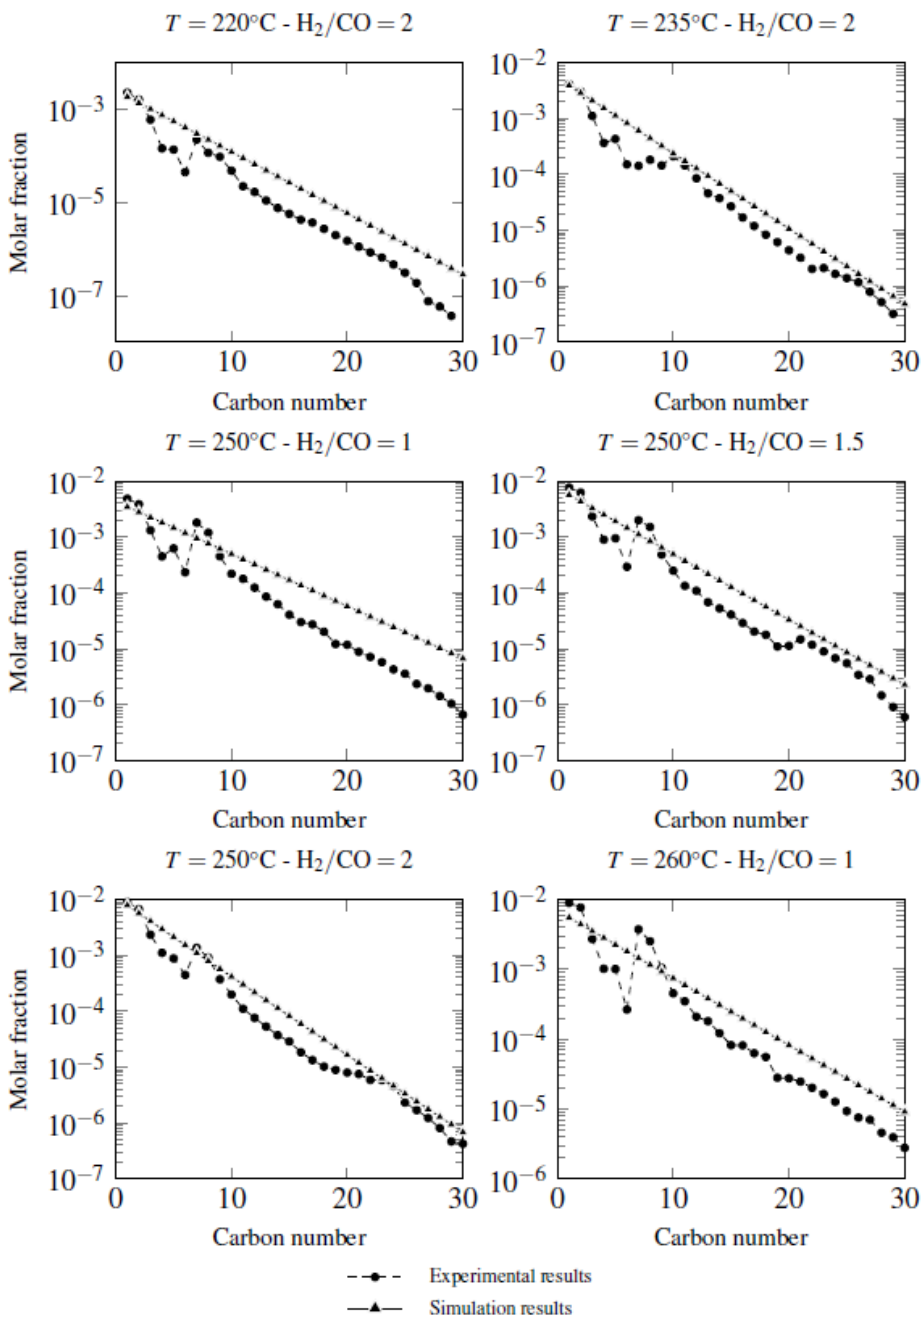 T = 220°C - H₂/CO = 2
T = 235°C - H₂/CO = 2
Molar fraction
10⁻³
10⁻⁵
10⁻⁷
0 10 20 30
Carbon number
10⁻²
10⁻³
10⁻⁴
10⁻⁵
10⁻⁶
10⁻⁷
0 10 20 30
Carbon number
T = 250°C - H₂/CO = 1
T = 250°C - H₂/CO = 1.5
Molar fraction
10⁻²
10⁻³
10⁻⁴
10⁻⁵
10⁻⁶
10⁻⁷
0 10 20 30
Carbon number
10⁻²
10⁻³
10⁻⁴
10⁻⁵
10⁻⁶
10⁻⁷
0 10 20 30
Carbon number
T = 250°C - H₂/CO = 2
T = 260°C - H₂/CO = 1
Molar fraction
10⁻²
10⁻³
10⁻⁴
10⁻⁵
10⁻⁶
10⁻⁷
0 10 20 30
Carbon number
10⁻²
10⁻³
10⁻⁴
10⁻⁵
10⁻⁶
0 10 20 30
Carbon number
Experimental results
Simulation results